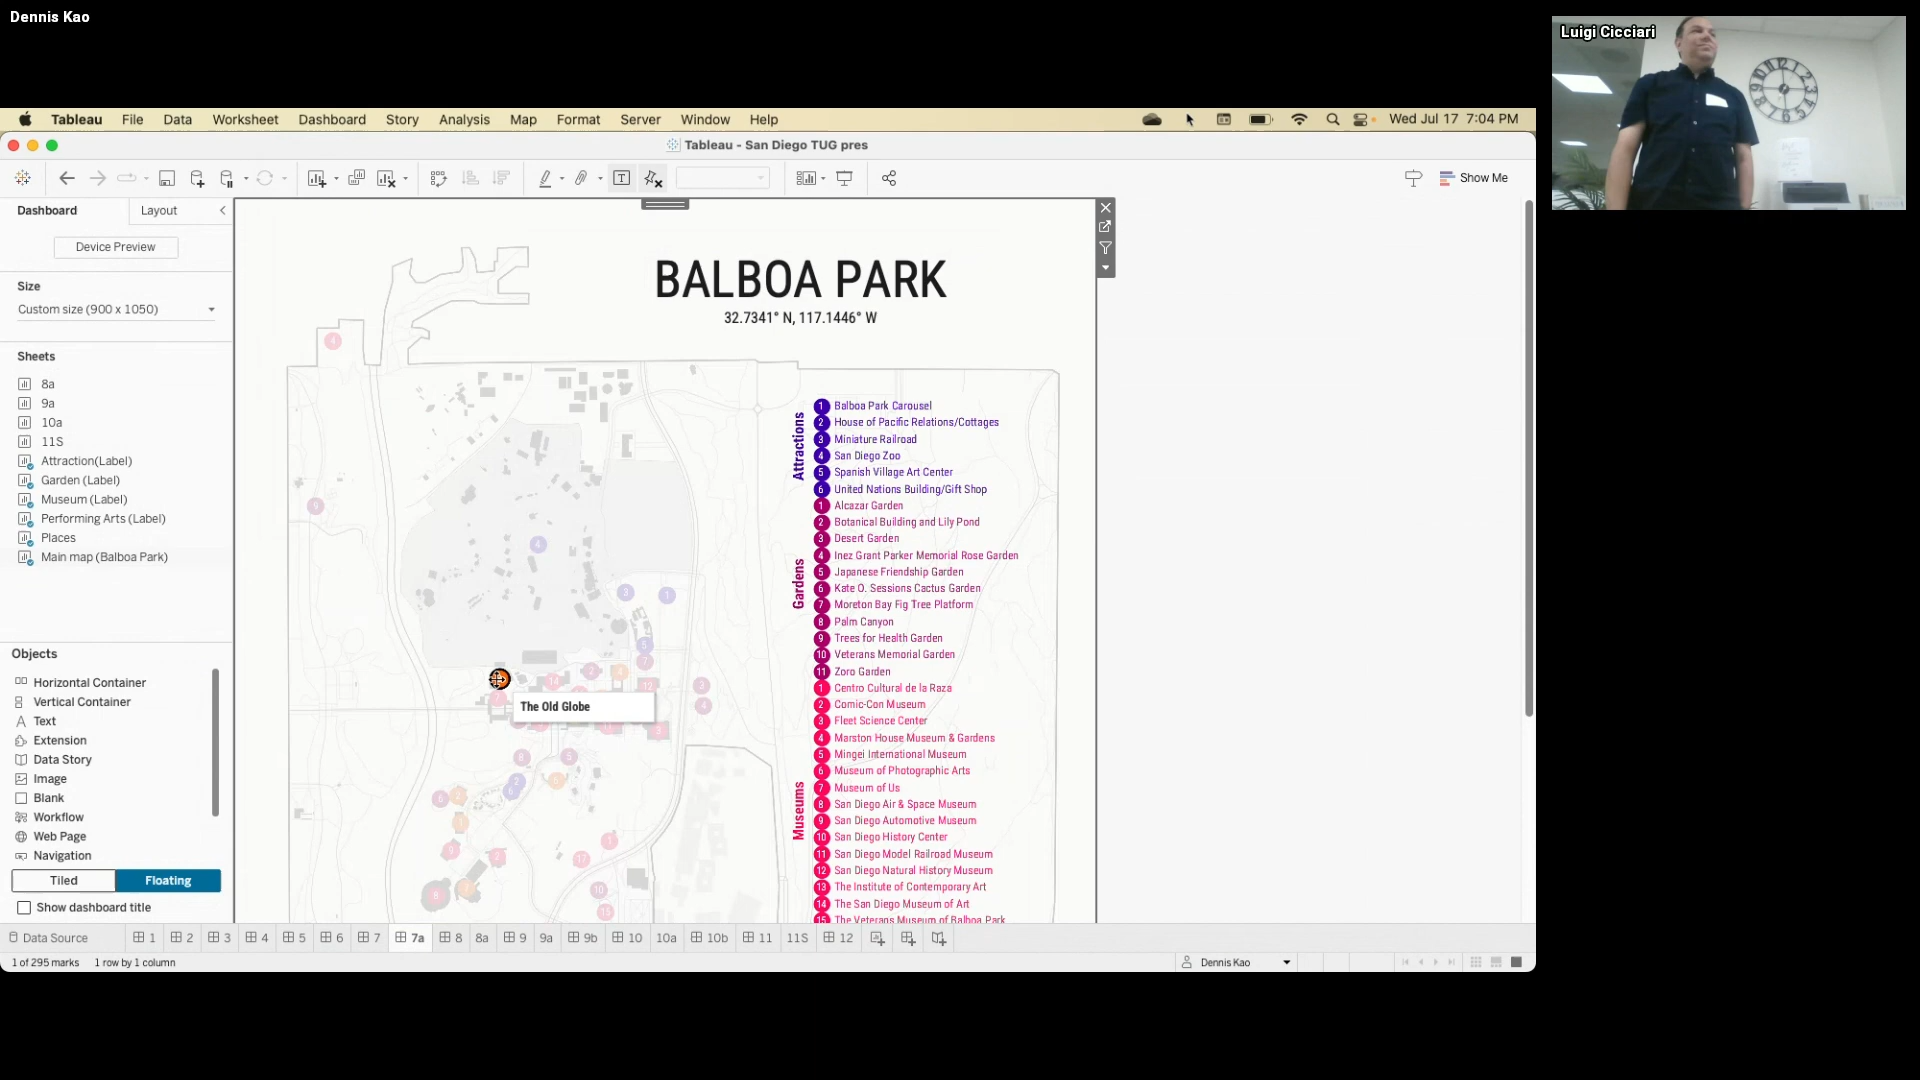 Dennis Kao
Luigi Cicciari
Tableau File Data Worksheet Dashboard Story Analysis Map Format Server Window Help
Wed Jul 17 7:04 PM
Tableau - San Diego TUG pres
Show Me
Dashboard
Layout
Device Preview
Size
Custom size (900 x 1050)
Sheets
8a
9a
10a
11S
Attraction(Label)
Garden (Label)
Museum (Label)
Performing Arts (Label)
Places
Main map (Balboa Park)
Objects
Horizontal Container
Vertical Container
Text
Extension
Data Story
Image
Blank
Workflow
Web Page
Navigation
Tiled
Floating
Show dashboard title
BALBOA PARK
32.7341° N, 117.1446° W
The Old Globe
Attractions
1 Balboa Park Carousel
2 House of Pacific Relations/Cottages
3 Miniature Railroad
4 San Diego Zoo
5 Spanish Village Art Center
6 United Nations Building/Gift Shop
Gardens
1 Alcazar Garden
2 Botanical Building and Lily Pond
3 Desert Garden
4 Inez Grant Parker Memorial Rose Garden
5 Japanese Friendship Garden
6 Kate O. Sessions Cactus Garden
7 Moreton Bay Fig Tree Platform
8 Palm Canyon
9 Trees for Health Garden
10 Veterans Memorial Garden
11 Zoro Garden
Museums
1 Centro Cultural de la Raza
2 Comic-Con Museum
3 Fleet Science Center
4 Marston House Museum & Gardens
5 Mingei International Museum
6 Museum of Photographic Arts
7 Museum of Us
8 San Diego Air & Space Museum
9 San Diego Automotive Museum
10 San Diego History Center
11 San Diego Model Railroad Museum
12 San Diego Natural History Museum
13 The Institute of Contemporary Art
14 The San Diego Museum of Art
15 The Veterans Museum of Balboa Park
Data Source 1 2 3 4 5 6 7 7a 8 8a 9 9a 9b 10 10a 10b 11 11S 12
1 of 295 marks 1 row by 1 column
Dennis Kao